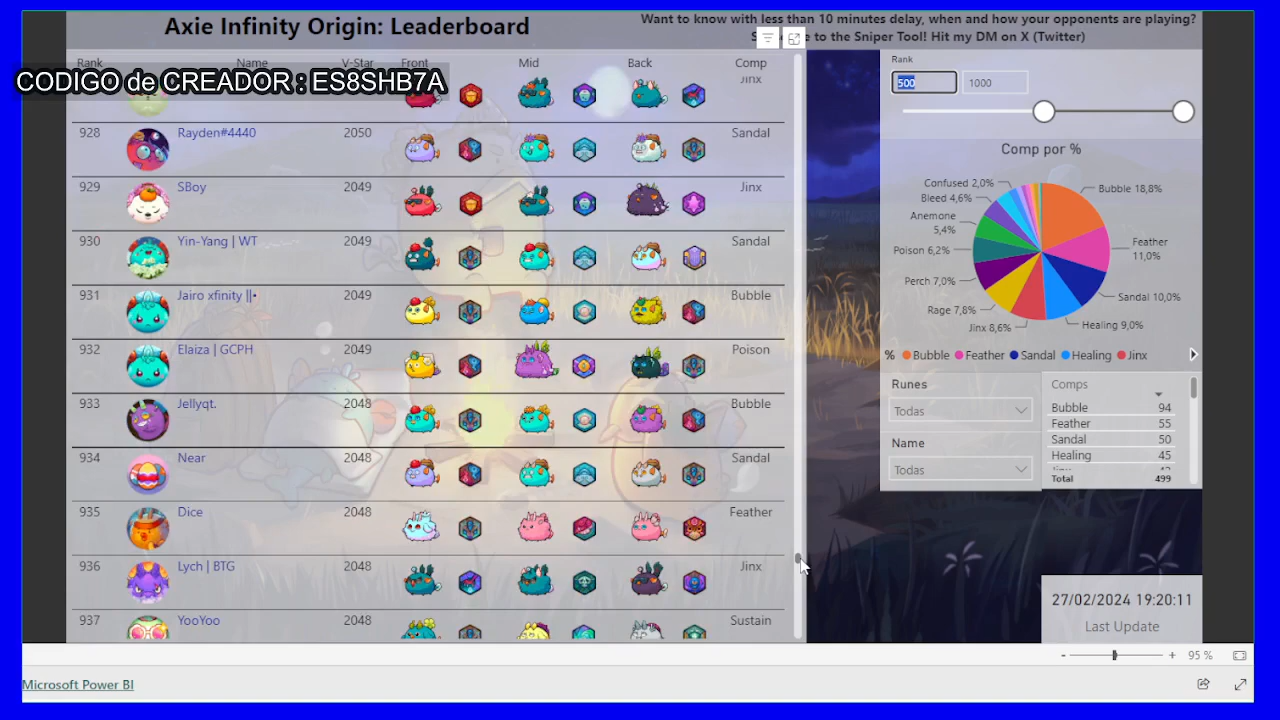 Axie Infinity Origin: Leaderboard
Want to know with less than 10 minutes delay, when and how your opponents are playing?
to the Sniper Tool! Hit my DM on X (Twitter)
Rank Name V-Star Front Mid Back Comp
CODIGO de CREADOR : ES8SHB7A
Jinx
928 Rayden#4440 2050 Sandal
929 SBoy 2049 Jinx
930 Yin-Yang | WT 2049 Sandal
931 Jairo xfinity ||• 2049 Bubble
932 Elaiza | GCPH 2049 Poison
933 Jellyqt. 2048 Bubble
934 Near 2048 Sandal
935 Dice 2048 Feather
936 Lych | BTG 2048 Jinx
937 YooYoo 2048 Sustain
Rank
500 1000
Comp por %
Confused 2,0%
Bubble 18,8%
Bleed 4,6%
Anemone
5,4%
Feather
11,0%
Poison 6,2%
Perch 7,0%
Sandal 10,0%
Rage 7,8%
Healing 9,0%
Jinx 8,6%
% Bubble Feather Sandal Healing Jinx
Runes
Todas
Name
Todas
Comps
Bubble 94
Feather 55
Sandal 50
Healing 45
Total 499
27/02/2024 19:20:11
Last Update
- + 95 %
Microsoft Power BI